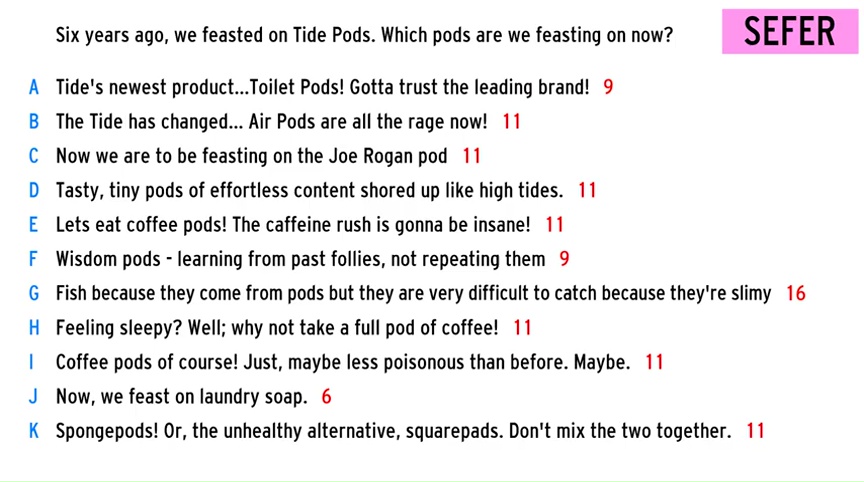 Six years ago, we feasted on Tide Pods. Which pods are we feasting on now?
SEFER
A Tide's newest product...Toilet Pods! Gotta trust the leading brand! 9
B The Tide has changed... Air Pods are all the rage now! 11
C Now we are to be feasting on the Joe Rogan pod 11
D Tasty, tiny pods of effortless content shored up like high tides. 11
E Lets eat coffee pods! The caffeine rush is gonna be insane! 11
F Wisdom pods - learning from past follies, not repeating them 9
G Fish because they come from pods but they are very difficult to catch because they're slimy 16
H Feeling sleepy? Well; why not take a full pod of coffee! 11
I Coffee pods of course! Just, maybe less poisonous than before. Maybe. 11
J Now, we feast on laundry soap. 6
K Spongepods! Or, the unhealthy alternative, squarepads. Don't mix the two together. 11